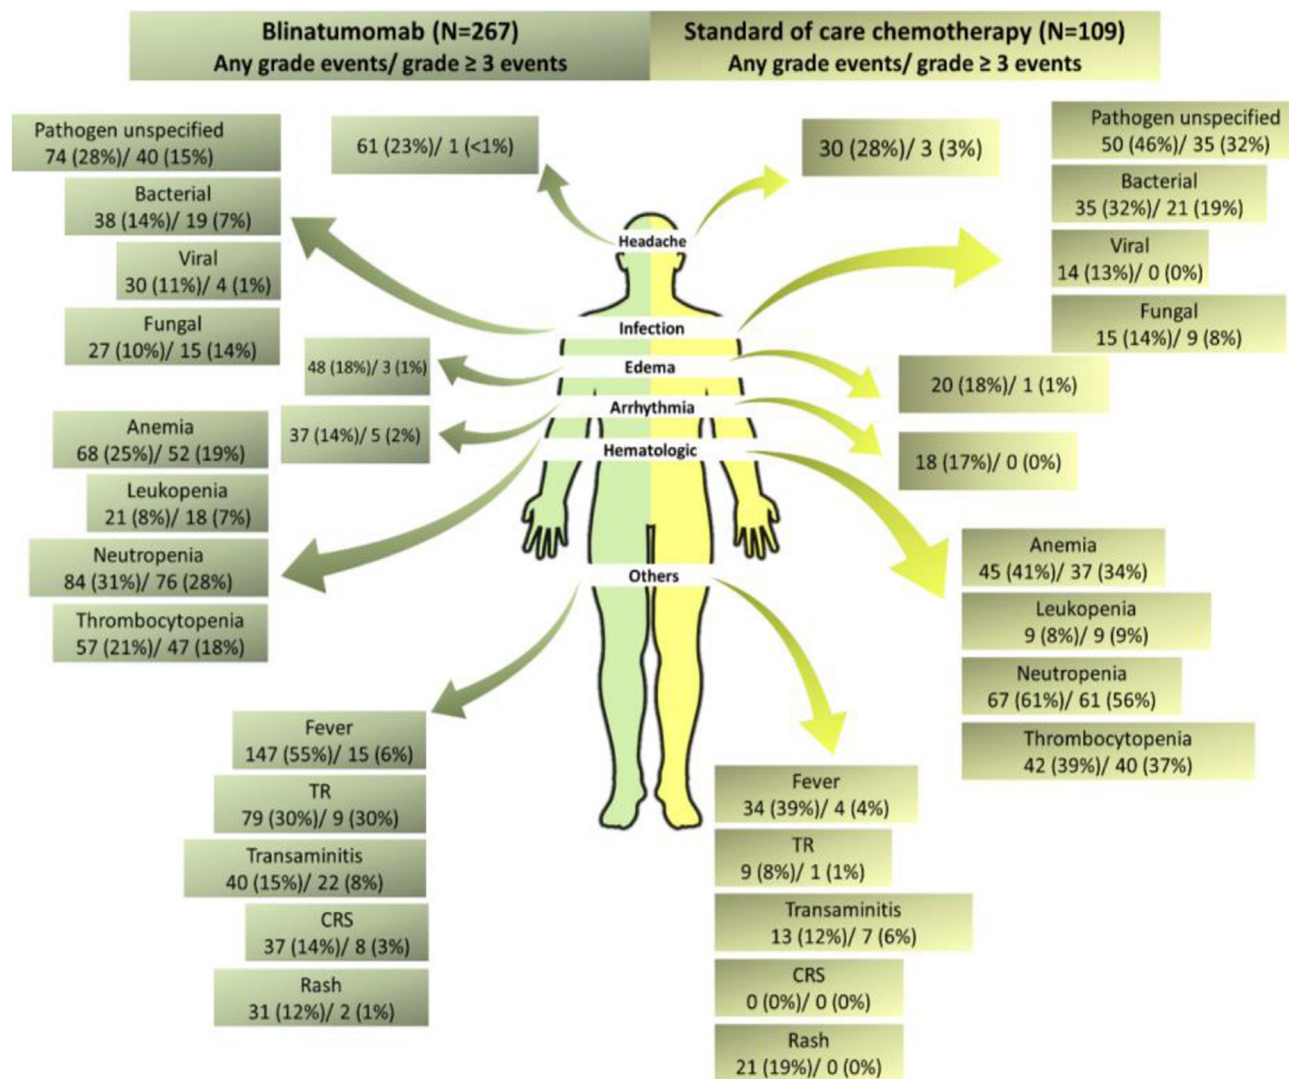 Blinatumomab (N=267)
Any grade events/ grade ≥ 3 events
Standard of care chemotherapy (N=109)
Any grade events/ grade ≥ 3 events
Pathogen unspecified
74 (28%)/ 40 (15%)
Bacterial
38 (14%)/ 19 (7%)
Viral
30 (11%)/ 4 (1%)
Fungal
27 (10%)/ 15 (14%)
61 (23%)/ 1 (<1%)
30 (28%)/ 3 (3%)
Pathogen unspecified
50 (46%)/ 35 (32%)
Bacterial
35 (32%)/ 21 (19%)
Viral
14 (13%)/ 0 (0%)
Fungal
15 (14%)/ 9 (8%)
Headache
Infection
Edema
Arrhythmia
Hematologic
Others
48 (18%)/ 3 (1%)
37 (14%)/ 5 (2%)
20 (18%)/ 1 (1%)
18 (17%)/ 0 (0%)
Anemia
68 (25%)/ 52 (19%)
Leukopenia
21 (8%)/ 18 (7%)
Neutropenia
84 (31%)/ 76 (28%)
Thrombocytopenia
57 (21%)/ 47 (18%)
Anemia
45 (41%)/ 37 (34%)
Leukopenia
9 (8%)/ 9 (9%)
Neutropenia
67 (61%)/ 61 (56%)
Thrombocytopenia
42 (39%)/ 40 (37%)
Fever
147 (55%)/ 15 (6%)
TR
79 (30%)/ 9 (30%)
Transaminitis
40 (15%)/ 22 (8%)
CRS
37 (14%)/ 8 (3%)
Rash
31 (12%)/ 2 (1%)
Fever
34 (39%)/ 4 (4%)
TR
9 (8%)/ 1 (1%)
Transaminitis
13 (12%)/ 7 (6%)
CRS
0 (0%)/ 0 (0%)
Rash
21 (19%)/ 0 (0%)